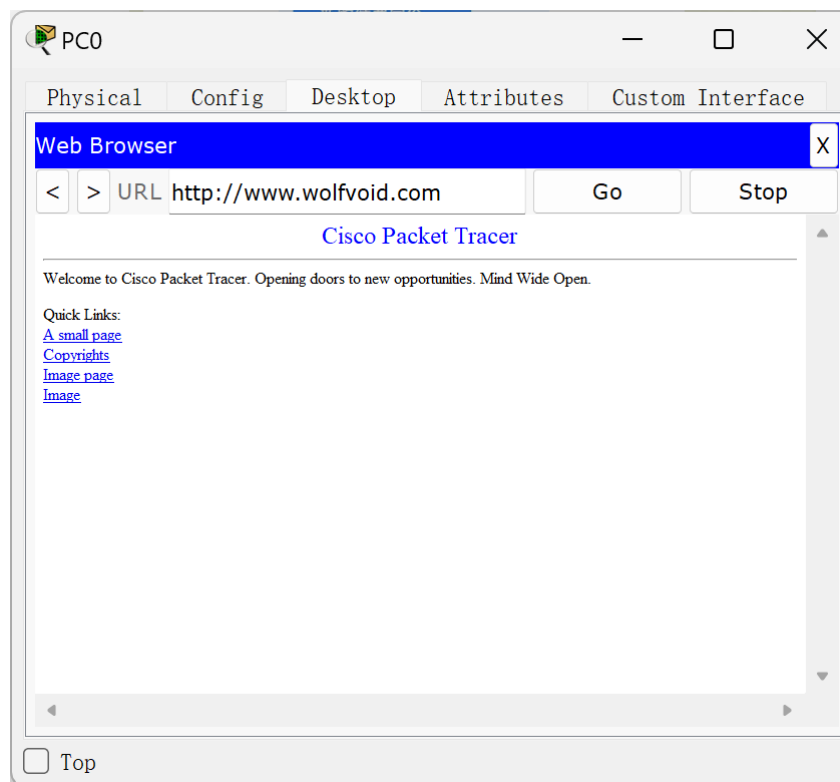 PC0
Physical Config Desktop Attributes Custom Interface
Web Browser X
< > URL http://www.wolfvoid.com Go Stop
Cisco Packet Tracer
Welcome to Cisco Packet Tracer. Opening doors to new opportunities. Mind Wide Open.
Quick Links:
A small page
Copyrights
Image page
Image
Top